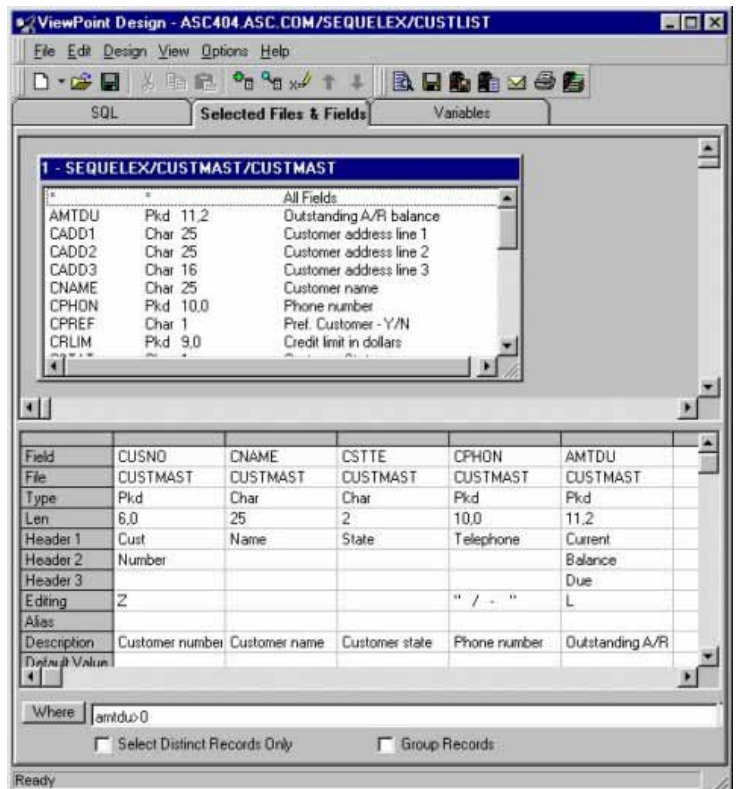 ViewPoint Design - ASC404.ASC.COM/SEQUELEX/CUSTLIST
File Edit Design View Options Help
SQL Selected Files & Fields Variables
1 - SEQUELEX/CUSTMAST/CUSTMAST
* * All Fields
AMTDU Pkd 11,2 Outstanding A/R balance
CADD1 Char 25 Customer address line 1
CADD2 Char 25 Customer address line 2
CADD3 Char 16 Customer address line 3
CNAME Char 25 Customer name
CPHON Pkd 10,0 Phone number
CPREF Char 1 Pref. Customer - Y/N
CRLIM Pkd 9,0 Credit limit in dollars
Field CUSNO CNAME CSTTE CPHON AMTDU
File CUSTMAST CUSTMAST CUSTMAST CUSTMAST CUSTMAST
Type Pkd Char Char Pkd Pkd
Len 6,0 25 2 10,0 11,2
Header 1 Cust Name State Telephone Current
Header 2 Number Balance
Header 3 Due
Editing Z " / - " L
Alias
Description Customer number Customer name Customer state Phone number Outstanding A/R
Default Value
Where amtdu>0
Select Distinct Records Only Group Records
Ready